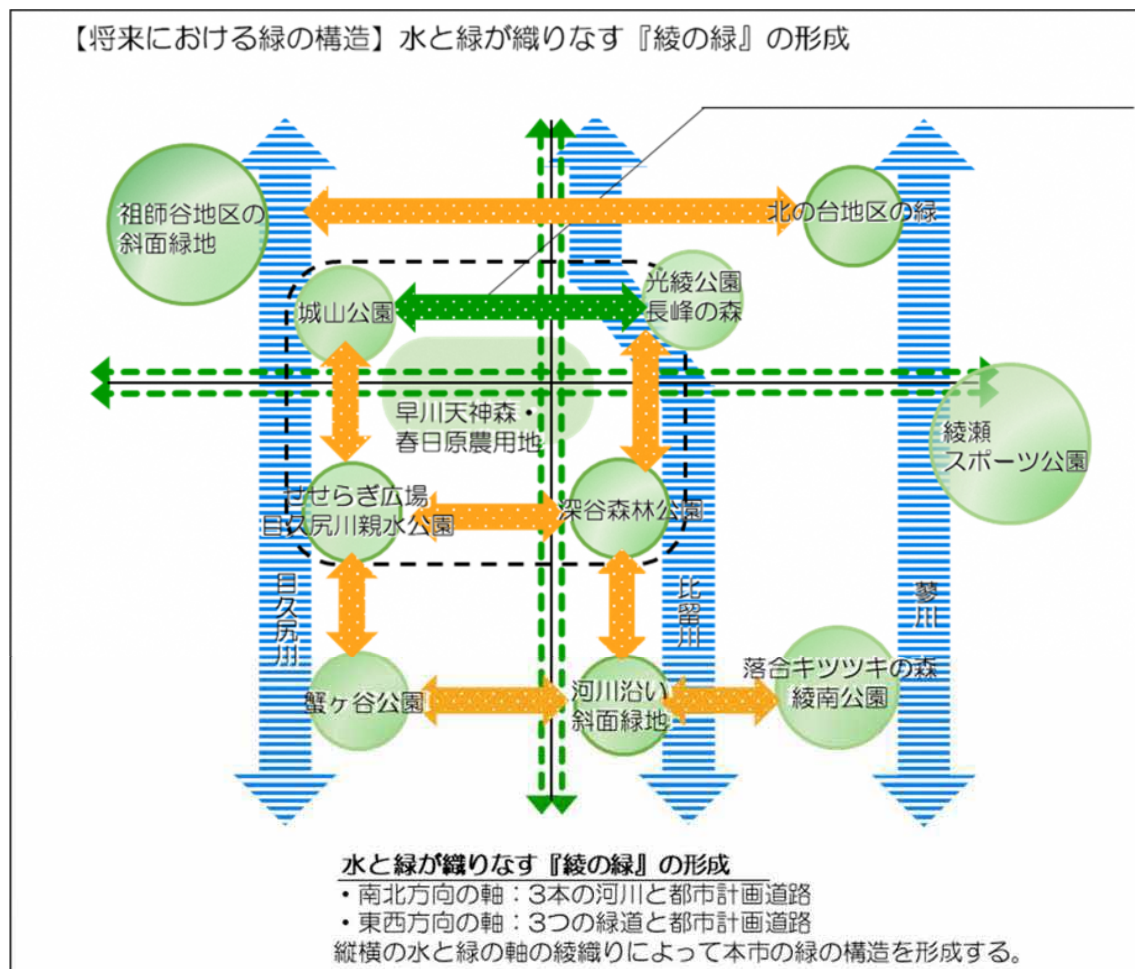 【将来における緑の構造】水と緑が織りなす『綾の緑』の形成
祖師谷地区の
斜面緑地
北の台地区の緑
城山公園
光綾公園
長峰の森
早川天神森・
春日原農用地
綾瀬
スポーツ公園
せせらぎ広場
目久尻川親水公園
深谷森林公園
目久尻川
比留川
蓼川
蟹ヶ谷公園
河川沿い
斜面緑地
落合キツツキの森
綾南公園
水と緑が織りなす『綾の緑』の形成
・南北方向の軸：3本の河川と都市計画道路
・東西方向の軸：3つの緑道と都市計画道路
縦横の水と緑の軸の綾織りによって本市の緑の構造を形成する。